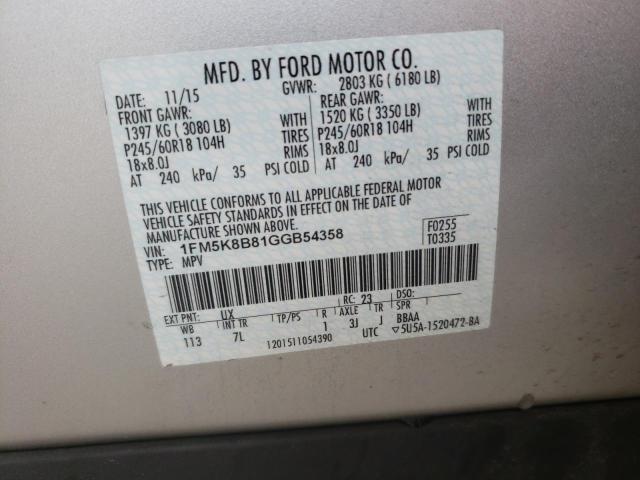 MFD. BY FORD MOTOR CO.
DATE: 11/15 GVWR: 2803 KG ( 6180 LB)
FRONT GAWR: REAR GAWR:
1397 KG ( 3080 LB) WITH 1520 KG ( 3350 LB) WITH
P245/60R18 104H TIRES P245/60R18 104H TIRES
18x8.0J RIMS 18x8.0J RIMS
AT 240 kPa/ 35 PSI COLD AT 240 kPa/ 35 PSI COLD
THIS VEHICLE CONFORMS TO ALL APPLICABLE FEDERAL MOTOR
VEHICLE SAFETY STANDARDS IN EFFECT ON THE DATE OF
MANUFACTURE SHOWN ABOVE.
VIN: 1FM5K8B81GGB54358 F0255
TYPE: MPV T0335
EXT PNT: UX RC: 23 DSO:
WB INT TR TP/PS R AXLE TR SPR
113 7L 1 3J J BBAA
1201511054390 UTC ▽5U5A-1520472-BA